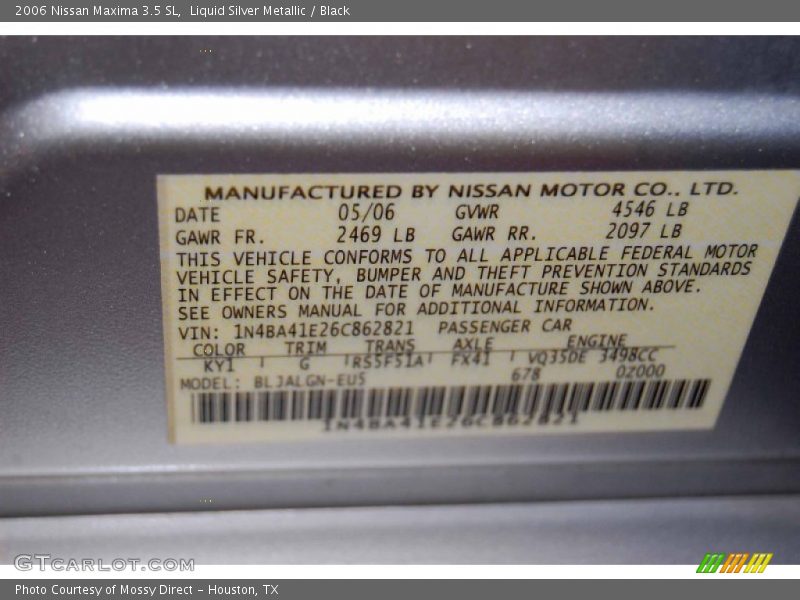 2006 Nissan Maxima 3.5 SL, Liquid Silver Metallic / Black
MANUFACTURED BY NISSAN MOTOR CO., LTD.
DATE 05/06 GVWR 4546 LB
GAWR FR. 2469 LB GAWR RR. 2097 LB
THIS VEHICLE CONFORMS TO ALL APPLICABLE FEDERAL MOTOR
VEHICLE SAFETY, BUMPER AND THEFT PREVENTION STANDARDS
IN EFFECT ON THE DATE OF MANUFACTURE SHOWN ABOVE.
SEE OWNERS MANUAL FOR ADDITIONAL INFORMATION.
VIN: 1N4BA41E26C862821 PASSENGER CAR
COLOR TRIM TRANS AXLE ENGINE
KY1 G RS5F51A FX41 VQ35DE 3498CC
678 02000
MODEL: BLJALGN-EUS
1N4BA41E26C862821
GTCARLOT.COM
Photo Courtesy of Mossy Direct – Houston, TX